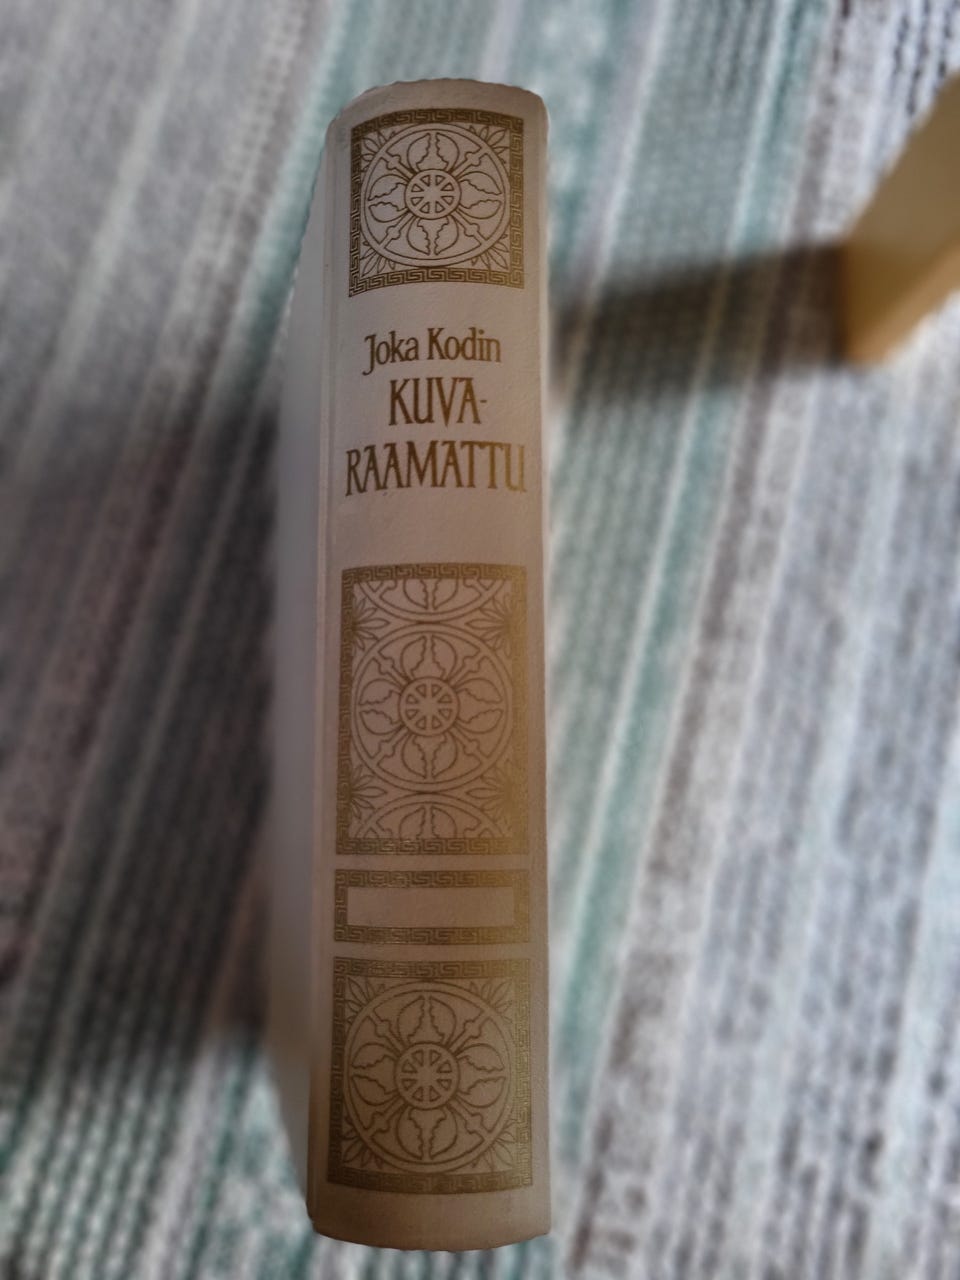 Joka Kodin
KUVA-
RAAMATTU